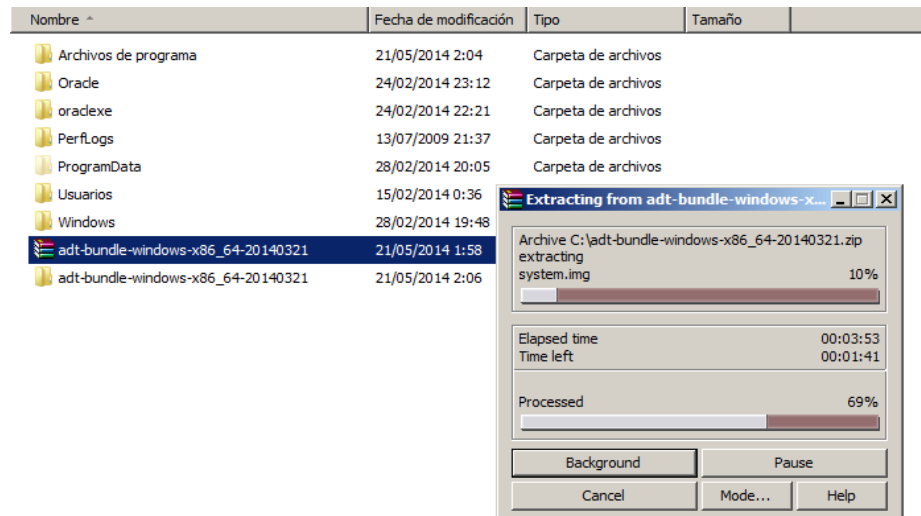 Nombre Fecha de modificación Tipo Tamaño
Archivos de programa 21/05/2014 2:04 Carpeta de archivos
Oracle 24/02/2014 23:12 Carpeta de archivos
oraclexe 24/02/2014 22:21 Carpeta de archivos
PerfLogs 13/07/2009 21:37 Carpeta de archivos
ProgramData 28/02/2014 20:05 Carpeta de archivos
Usuarios 15/02/2014 0:36
Windows 28/02/2014 19:48
adt-bundle-windows-x86_64-20140321 21/05/2014 1:58
adt-bundle-windows-x86_64-20140321 21/05/2014 2:06
Extracting from adt-bundle-windows-x...
Archive C:\adt-bundle-windows-x86_64-20140321.zip
extracting
system.img 10%
Elapsed time 00:03:53
Time left 00:01:41
Processed 69%
Background Pause
Cancel Mode... Help